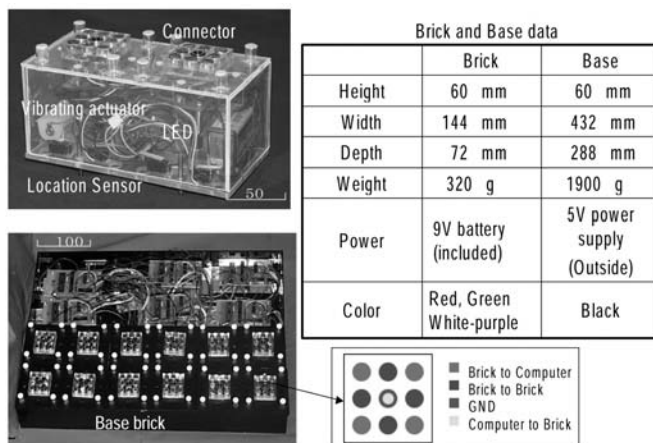 Connector
Vibrating actuator
LED
Location Sensor
50
100
Base brick
Brick and Base data
Brick Base
Height 60 mm 60 mm
Width 144 mm 432 mm
Depth 72 mm 288 mm
Weight 320 g 1900 g
Power 9V battery (included) 5V power supply (Outside)
Color Red, Green White-purple Black
Brick to Computer
Brick to Brick
GND
Computer to Brick